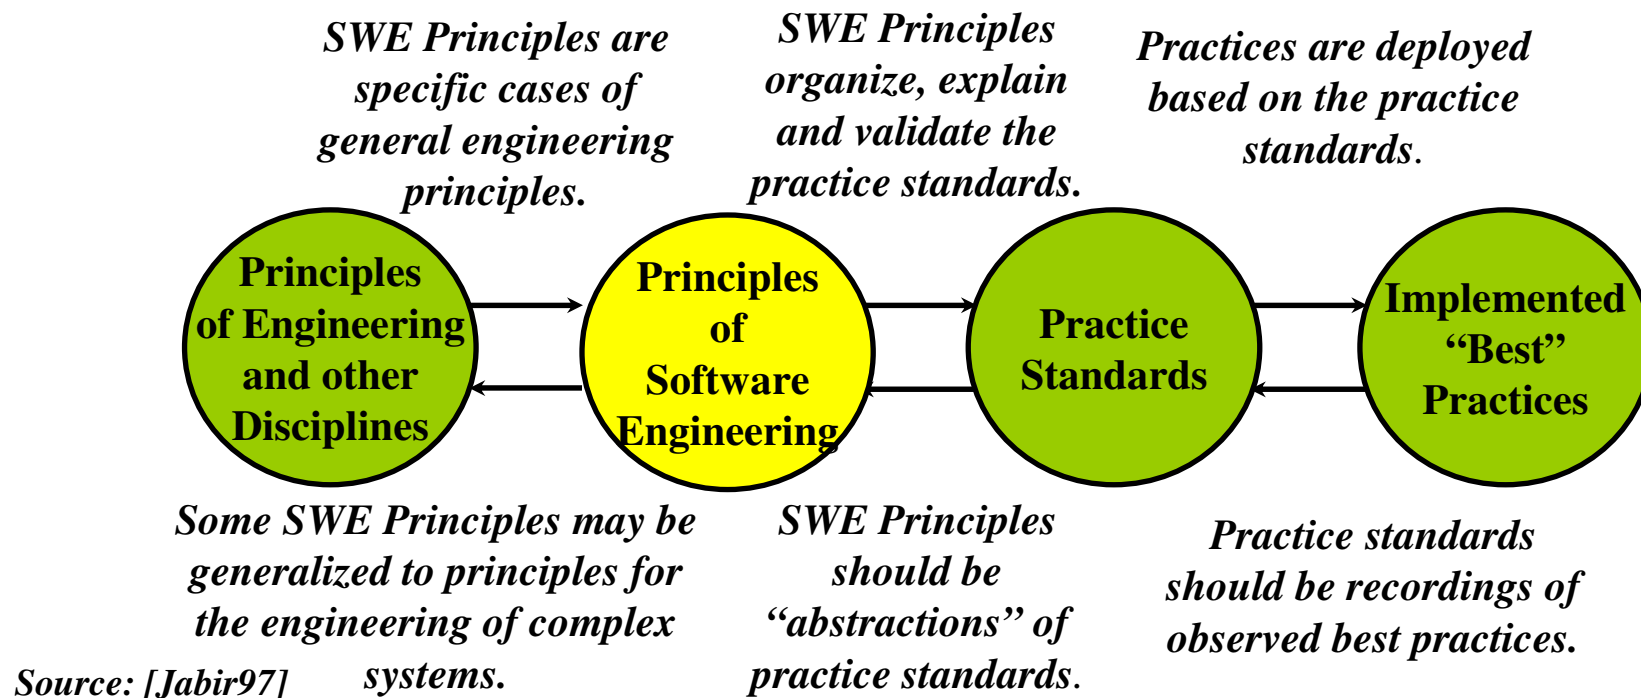 SWE Principles are
specific cases of
general engineering
principles.
SWE Principles
organize, explain
and validate the
practice standards.
Practices are deployed
based on the practice
standards.
Principles
of Engineering
and other
Disciplines
Principles
of
Software
Engineering
Practice
Standards
Implemented
“Best”
Practices
Some SWE Principles may be
generalized to principles for
the engineering of complex
systems.
SWE Principles
should be
“abstractions” of
practice standards.
Practice standards
should be recordings of
observed best practices.
Source: [Jabir97]